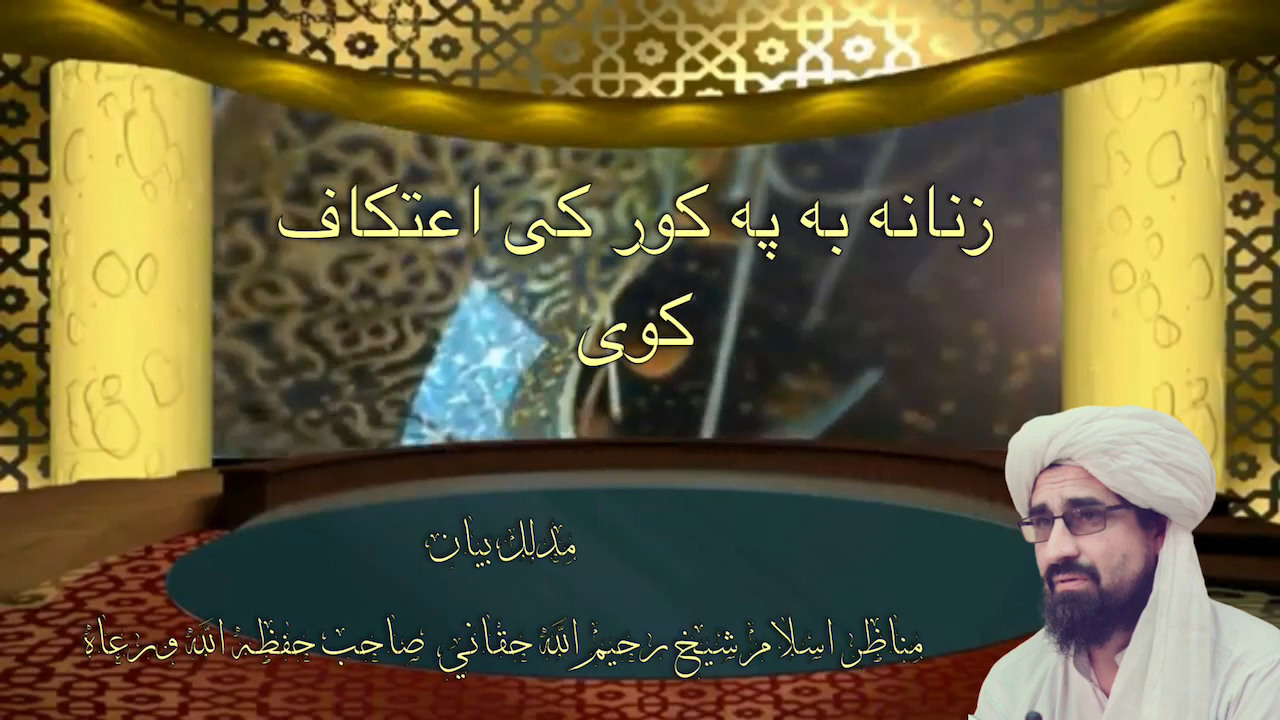 زنانه به په کور کی اعتکاف
کوی
مدلل بیان
مناظر اسلام شیخ رحیم الله حقاني صاحب حفظه الله ورعاه